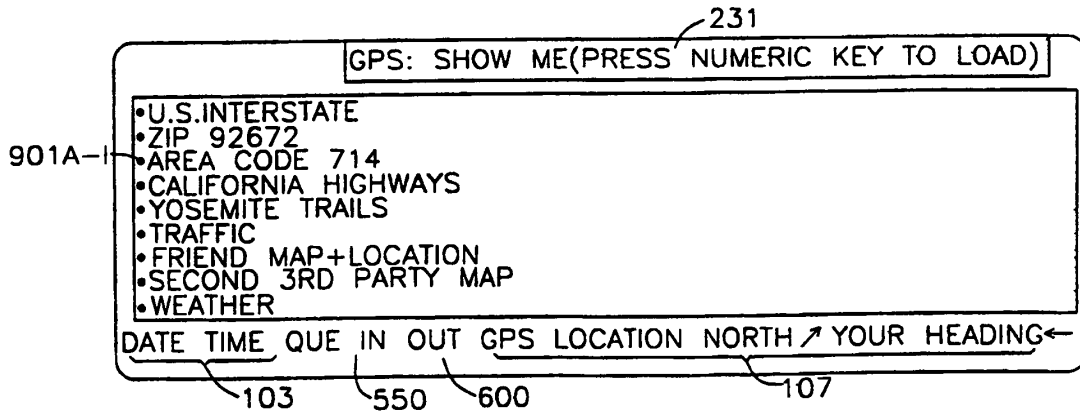 231
GPS: SHOW ME(PRESS NUMERIC KEY TO LOAD)
•U.S.INTERSTATE
•ZIP 92672
901A-I
•AREA CODE 714
•CALIFORNIA HIGHWAYS
•YOSEMITE TRAILS
•TRAFFIC
•FRIEND MAP+LOCATION
•SECOND 3RD PARTY MAP
•WEATHER
DATE TIME QUE IN OUT GPS LOCATION NORTH↗YOUR HEADING←
103 550 600 107